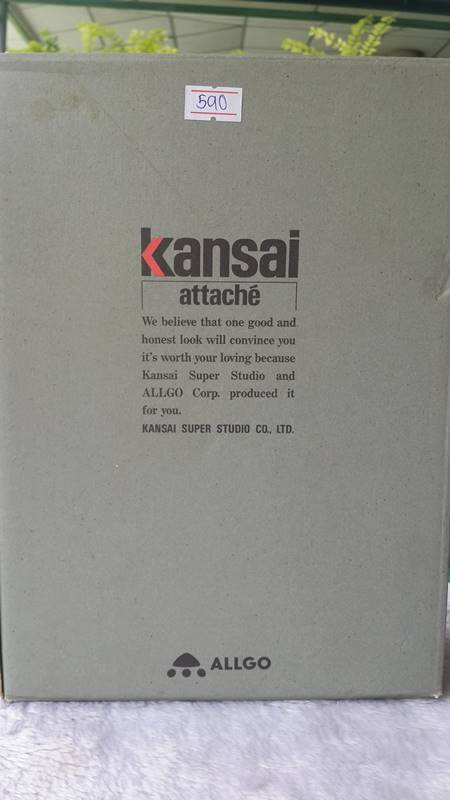 590
kansai
attaché
We believe that one good and
honest look will convince you
it's worth your loving because
Kansai Super Studio and
ALLGO Corp. produced it
for you.
KANSAI SUPER STUDIO CO., LTD.
ALLGO